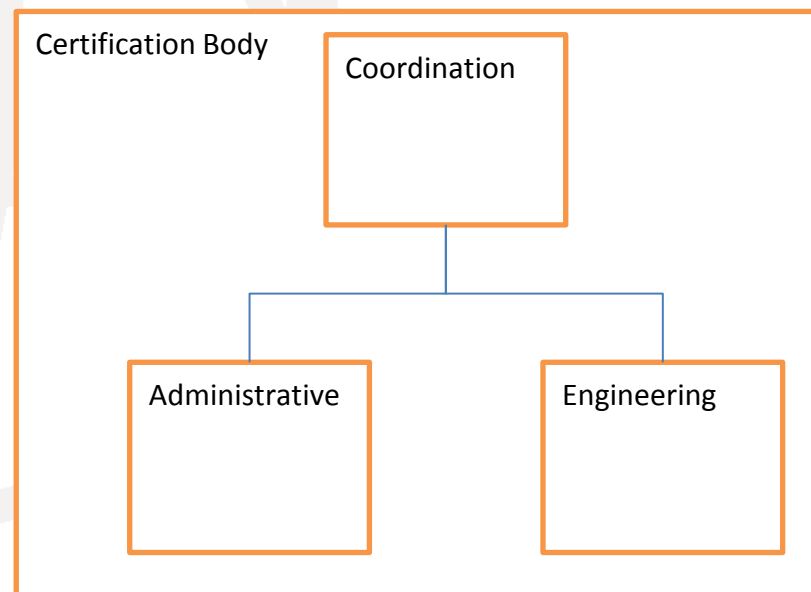 Certification Body
Coordination
Administrative
Engineering